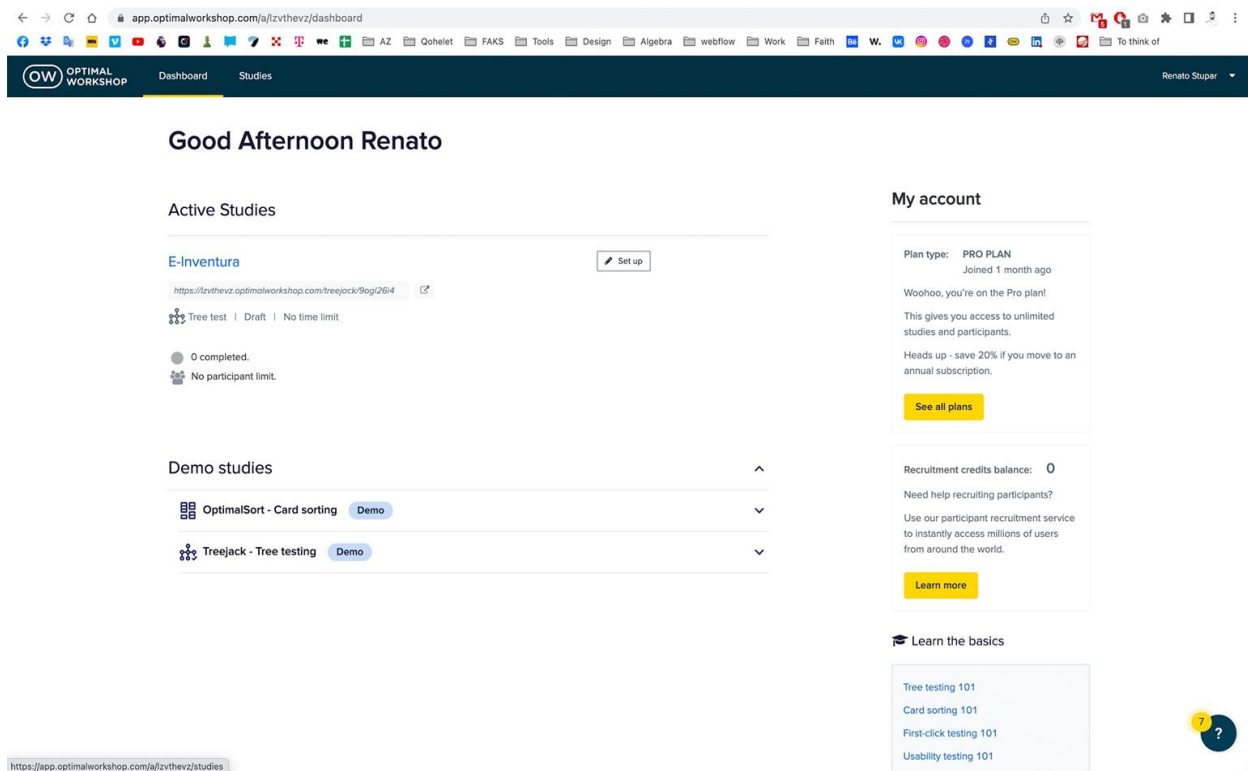 app.optimalworkshop.com/a/lzvthevz/dashboard
AZ Qohelet FAKS Tools Design Algebra webflow Work Faith W. To think of
OW OPTIMAL WORKSHOP
Dashboard Studies
Renato Stupar
Good Afternoon Renato
Active Studies
E-Inventura
Set up
https://lzvthevz.optimalworkshop.com/treejack/9ogl26i4
Tree test | Draft | No time limit
0 completed.
No participant limit.
Demo studies
OptimalSort - Card sorting Demo
Treejack - Tree testing Demo
My account
Plan type: PRO PLAN
Joined 1 month ago
Woohoo, you're on the Pro plan!
This gives you access to unlimited
studies and participants.
Heads up - save 20% if you move to an
annual subscription.
See all plans
Recruitment credits balance: 0
Need help recruiting participants?
Use our participant recruitment service
to instantly access millions of users
from around the world.
Learn more
Learn the basics
Tree testing 101
Card sorting 101
First-click testing 101
Usability testing 101
7
?
https://app.optimalworkshop.com/a/lzvthevz/studies